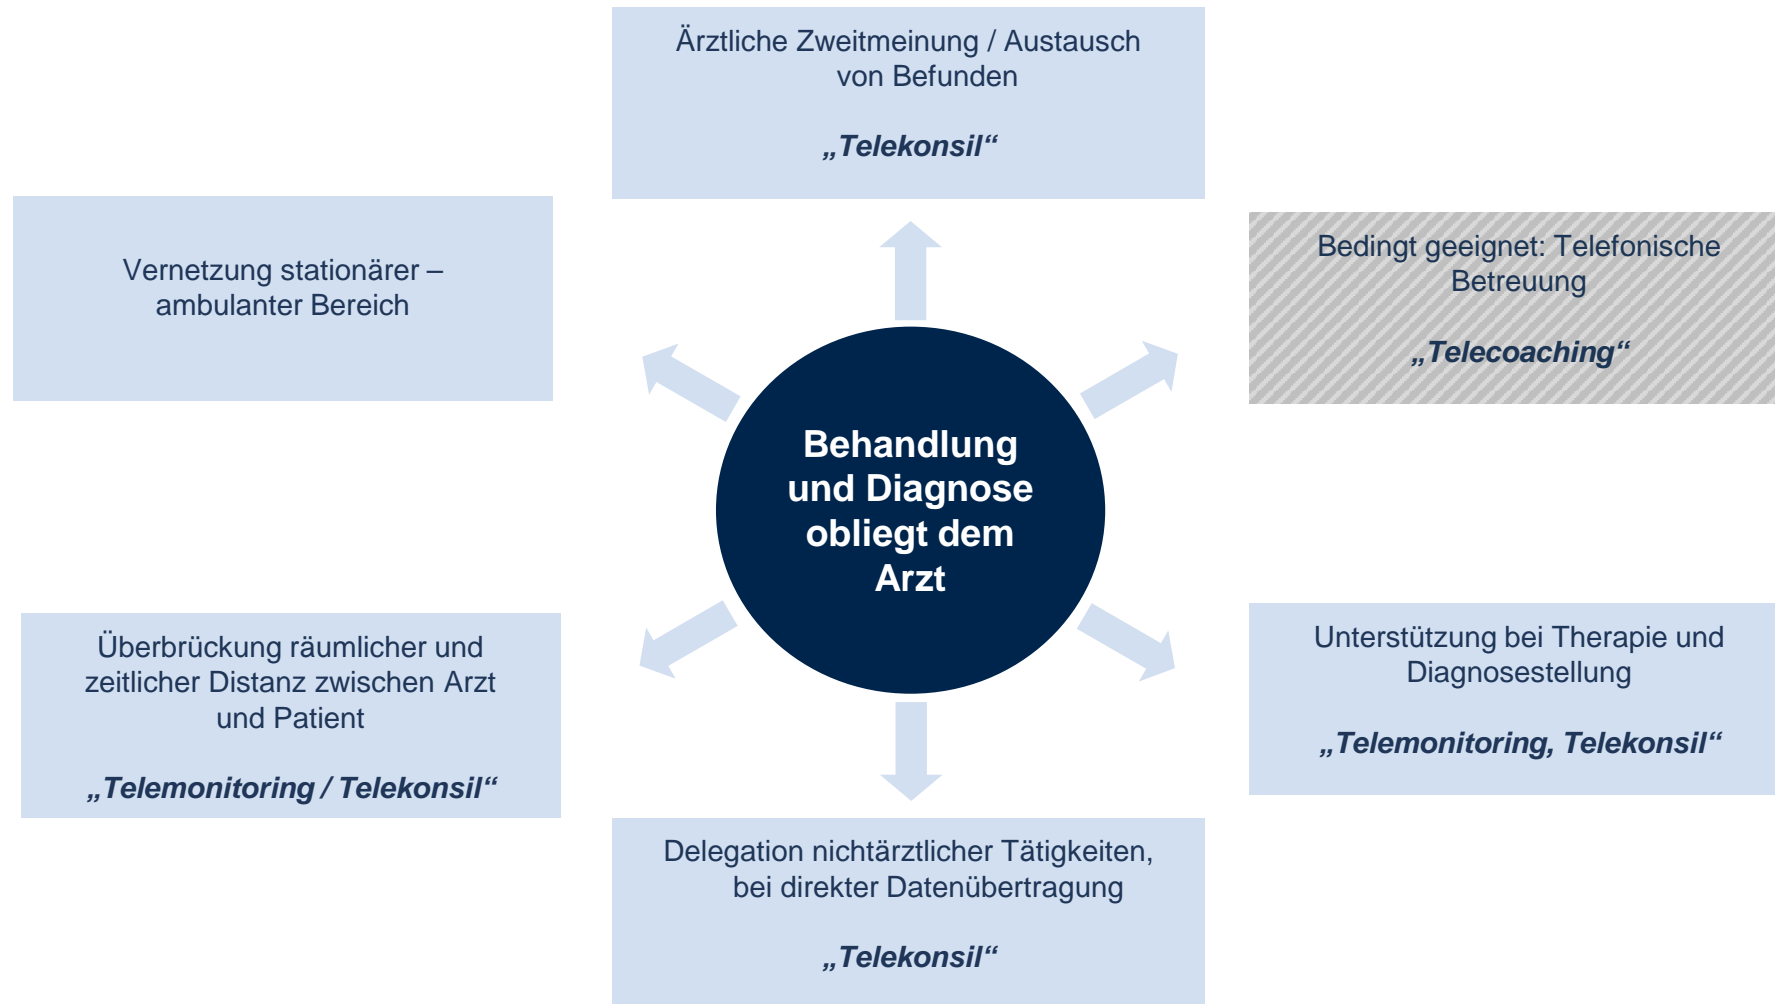 Ärztliche Zweitmeinung / Austausch
von Befunden
„Telekonsil“
Vernetzung stationärer –
ambulanter Bereich
Bedingt geeignet: Telefonische
Betreuung
„Telecoaching“
Behandlung
und Diagnose
obliegt dem
Arzt
Überbrückung räumlicher und
zeitlicher Distanz zwischen Arzt
und Patient
„Telemonitoring / Telekonsil“
Unterstützung bei Therapie und
Diagnosestellung
„Telemonitoring, Telekonsil“
Delegation nichtärztlicher Tätigkeiten,
bei direkter Datenübertragung
„Telekonsil“